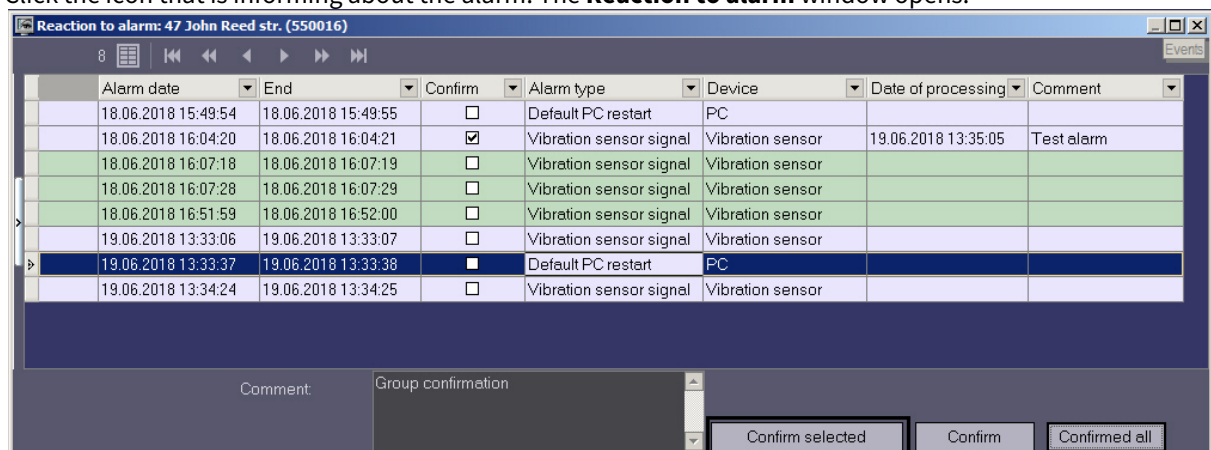 Click the icon that is informing about the alarm. The Reaction to alarm window opens.
Reaction to alarm: 47 John Reed str. (550016)
8
Events
Alarm date End Confirm Alarm type Device Date of processing Comment
18.06.2018 15:49:54 18.06.2018 15:49:55 Default PC restart PC
18.06.2018 16:04:20 18.06.2018 16:04:21 Vibration sensor signal Vibration sensor 19.06.2018 13:35:05 Test alarm
18.06.2018 16:07:18 18.06.2018 16:07:19 Vibration sensor signal Vibration sensor
18.06.2018 16:07:28 18.06.2018 16:07:29 Vibration sensor signal Vibration sensor
18.06.2018 16:51:59 18.06.2018 16:52:00 Vibration sensor signal Vibration sensor
19.06.2018 13:33:06 19.06.2018 13:33:07 Vibration sensor signal Vibration sensor
19.06.2018 13:33:37 19.06.2018 13:33:38 Default PC restart PC
19.06.2018 13:34:24 19.06.2018 13:34:25 Vibration sensor signal Vibration sensor
Comment: Group confirmation
Confirm selected Confirm Confirmed all